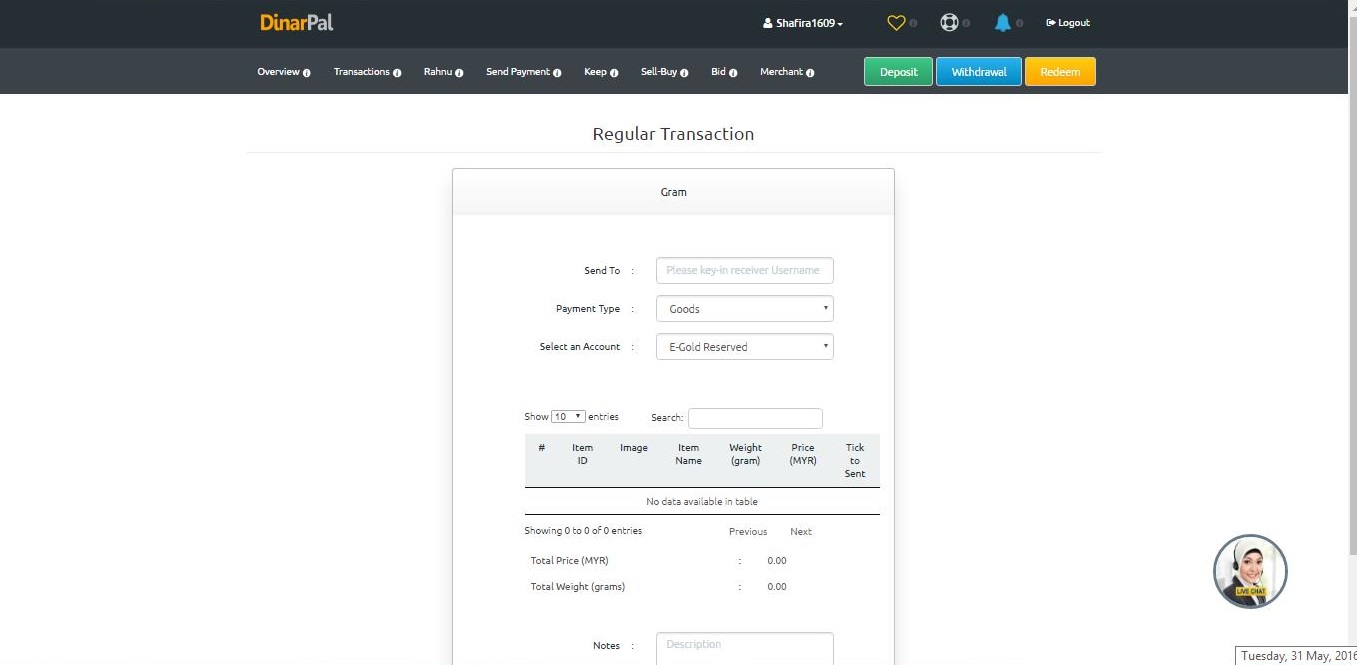 DinarPal
Shafira1609
Logout
Overview
Transactions
Rahnu
Send Payment
Keep
Sell-Buy
Bid
Merchant
Deposit
Withdrawal
Redeem
Regular Transaction
Gram
Send To :
Please key-in receiver Username
Payment Type :
Goods
Select an Account :
E-Gold Reserved
Show 10 entries
Search:
# Item ID Image Item Name Weight (gram) Price (MYR) Tick to Sent
No data available in table
Showing 0 to 0 of 0 entries
Previous Next
Total Price (MYR) : 0.00
Total Weight (grams) : 0.00
LIVE CHAT
Notes :
Description
Tuesday, 31 May, 2016